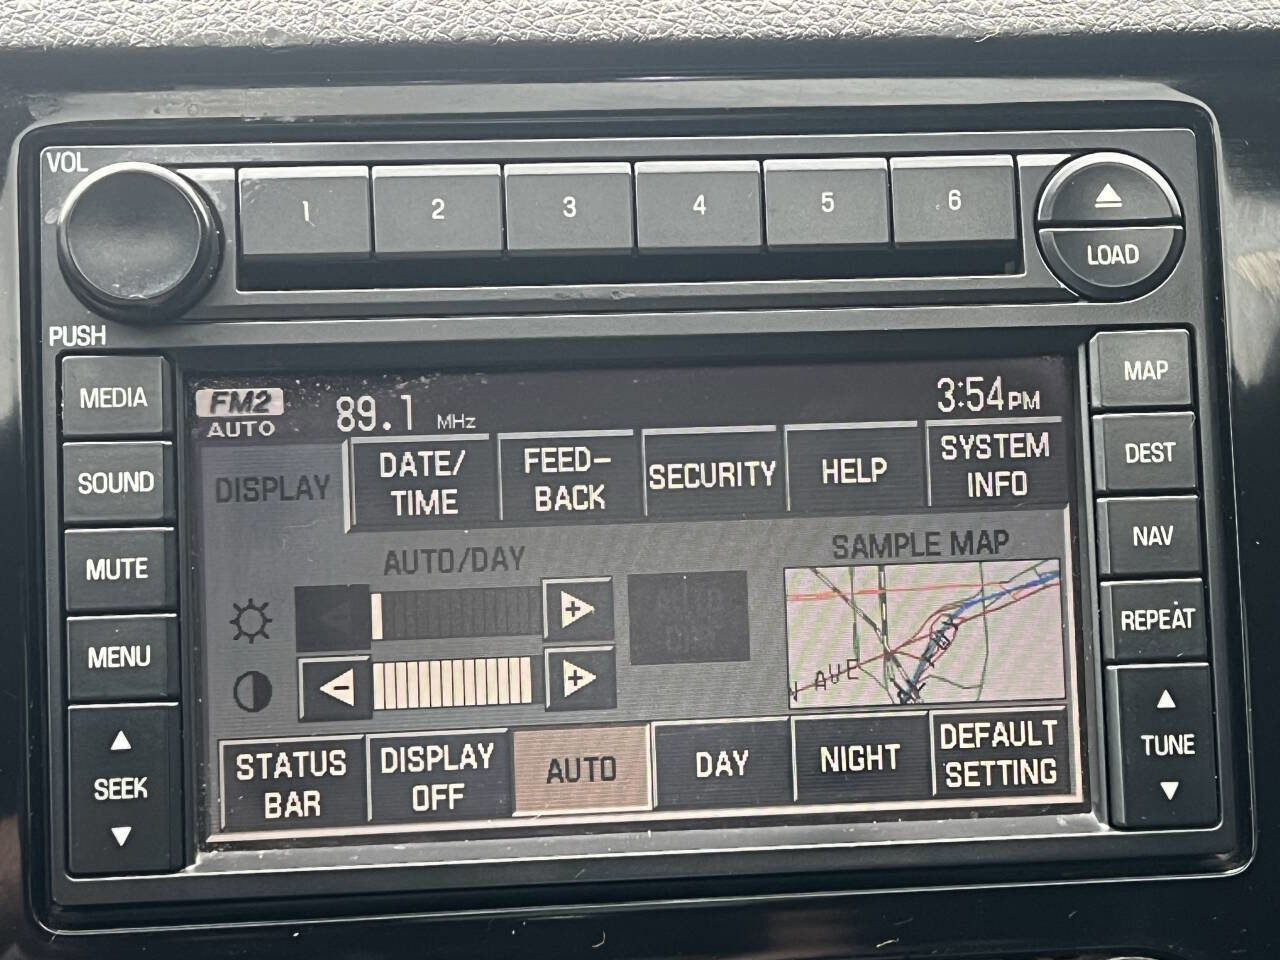 VOL
1 2 3 4 5 6
LOAD
PUSH
MEDIA
SOUND
MUTE
MENU
SEEK
FM2
AUTO
89.1 MHz
3:54PM
DISPLAY
DATE/
TIME
FEED-
BACK
SECURITY
HELP
SYSTEM
INFO
AUTO/DAY
SAMPLE MAP
AVE
STATUS
BAR
DISPLAY
OFF
AUTO
DAY
NIGHT
DEFAULT
SETTING
MAP
DEST
NAV
REPEAT
TUNE